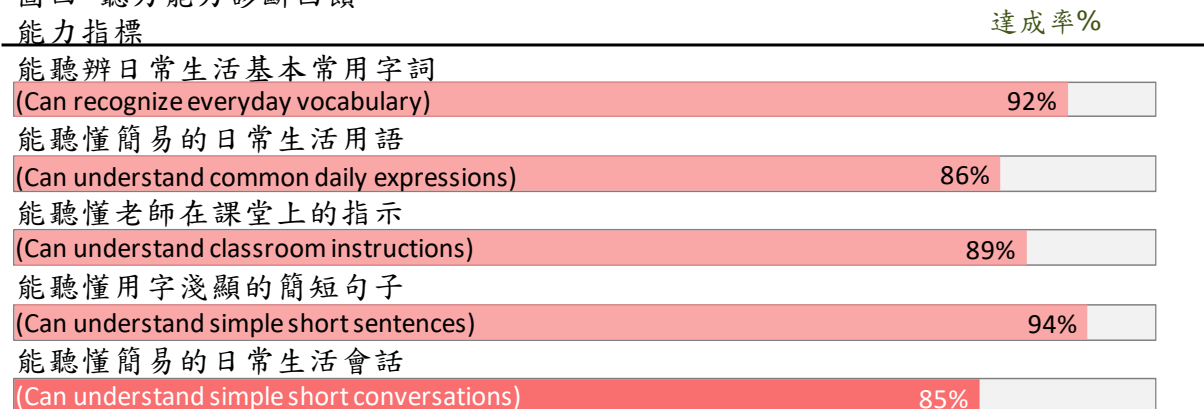 能力指標
達成率%
能聽辨日常生活基本常用字詞
(Can recognize everyday vocabulary)
92%
能聽懂簡易的日常生活用語
(Can understand common daily expressions)
86%
能聽懂老師在課堂上的指示
(Can understand classroom instructions)
89%
能聽懂用字淺顯的簡短句子
(Can understand simple short sentences)
94%
能聽懂簡易的日常生活會話
(Can understand simple short conversations)
85%